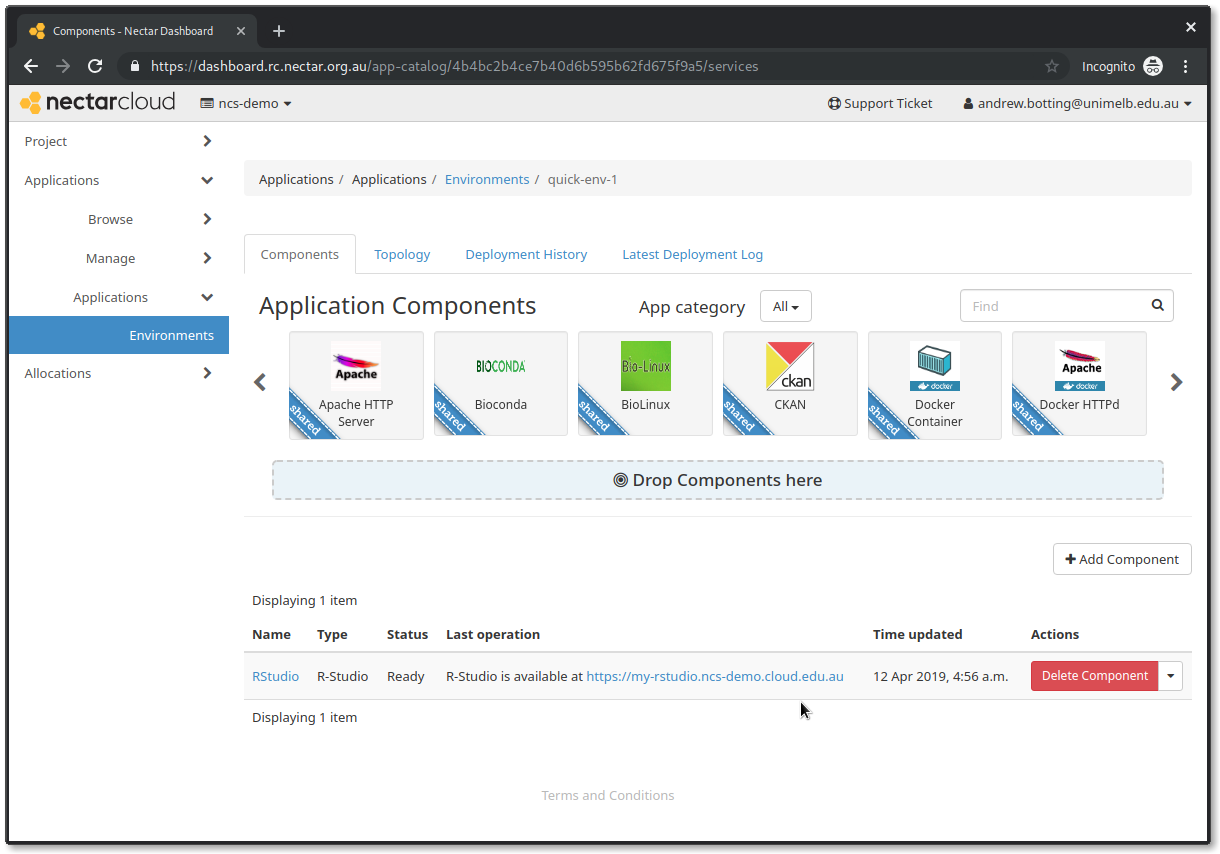 Components - Nectar Dashboard
https://dashboard.rc.nectar.org.au/app-catalog/4b4bc2b4ce7b40d6b595b62fd675f9a5/services
Incognito
nectarcloud
ncs-demo
Support Ticket
andrew.botting@unimelb.edu.au
Project
Applications
Browse
Manage
Applications
Environments
Allocations
Applications / Applications / Environments / quick-env-1
Components
Topology
Deployment History
Latest Deployment Log
Application Components
App category
All
Find
Apache
shared
Apache HTTP
Server
BIOCONDA
shared
Bioconda
Bio-Linux
shared
BioLinux
ckan
shared
CKAN
docker
shared
Docker
Container
Apache
docker
shared
Docker HTTPd
Drop Components here
Add Component
Displaying 1 item
Name Type Status Last operation Time updated Actions
RStudio R-Studio Ready R-Studio is available at https://my-rstudio.ncs-demo.cloud.edu.au 12 Apr 2019, 4:56 a.m. Delete Component
Displaying 1 item
Terms and Conditions